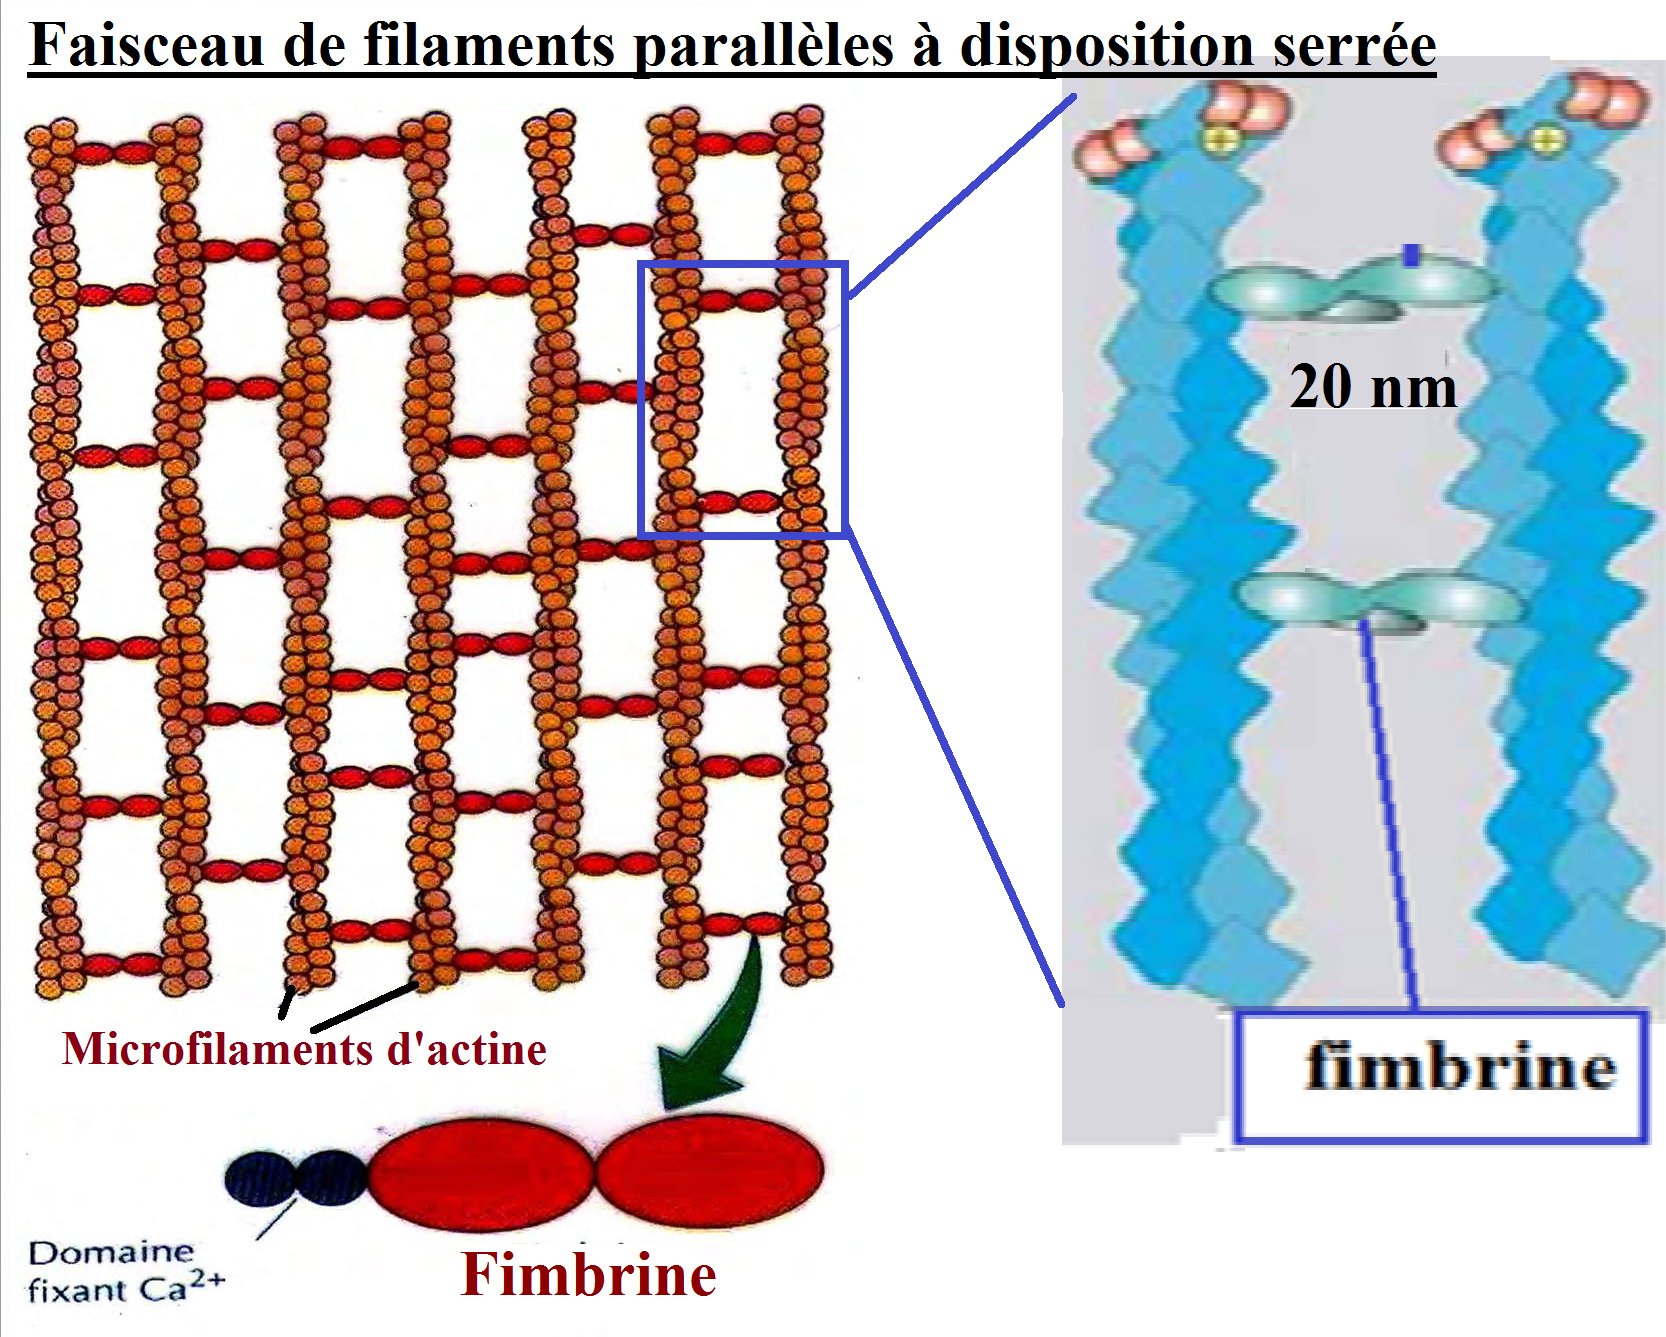 Faisceau de filaments parallèles à disposition serrée
20 nm
Microfilaments d'actine
fimbrine
Domaine
fixant Ca²⁺
Fimbrine